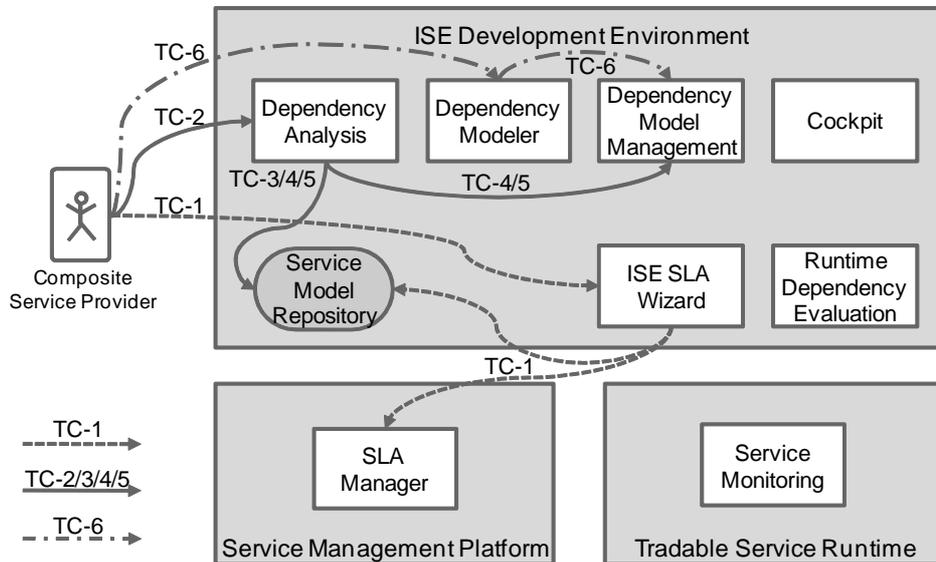 ISE Development Environment
TC-6
TC-6
TC-2
Dependency
Analysis
Dependency
Modeler
Dependency
Model
Management
Cockpit
TC-3/4/5
TC-4/5
TC-1
Composite
Service Provider
Service
Model
Repository
ISE SLA
Wizard
Runtime
Dependency
Evaluation
TC-1
TC-1
TC-2/3/4/5
TC-6
SLA
Manager
Service
Monitoring
Service Management Platform
Tradable Service Runtime